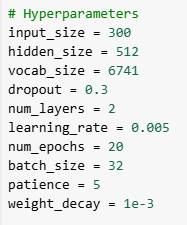 # Hyperparameters
input_size = 300
hidden_size = 512
vocab_size = 6741
dropout = 0.3
num_layers = 2
learning_rate = 0.005
num_epochs = 20
batch_size = 32
patience = 5
weight_decay = 1e-3